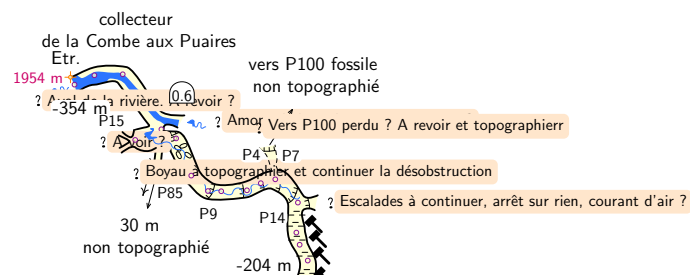 collecteur
de la Combe aux Puaires
Etr.
vers P100 fossile
non topographié
1954 m
? Aval de la rivière. A revoir ?
0.6
-354 m
P15
? Amor
Vers P100 perdu ? A revoir et topographierr
? A voir ?
P4
P7
? Boyau à topographier et continuer la désobstruction
P85
? Escalades à continuer, arrêt sur rien, courant d'air ?
P9
P14
30 m
non topographié
-204 m